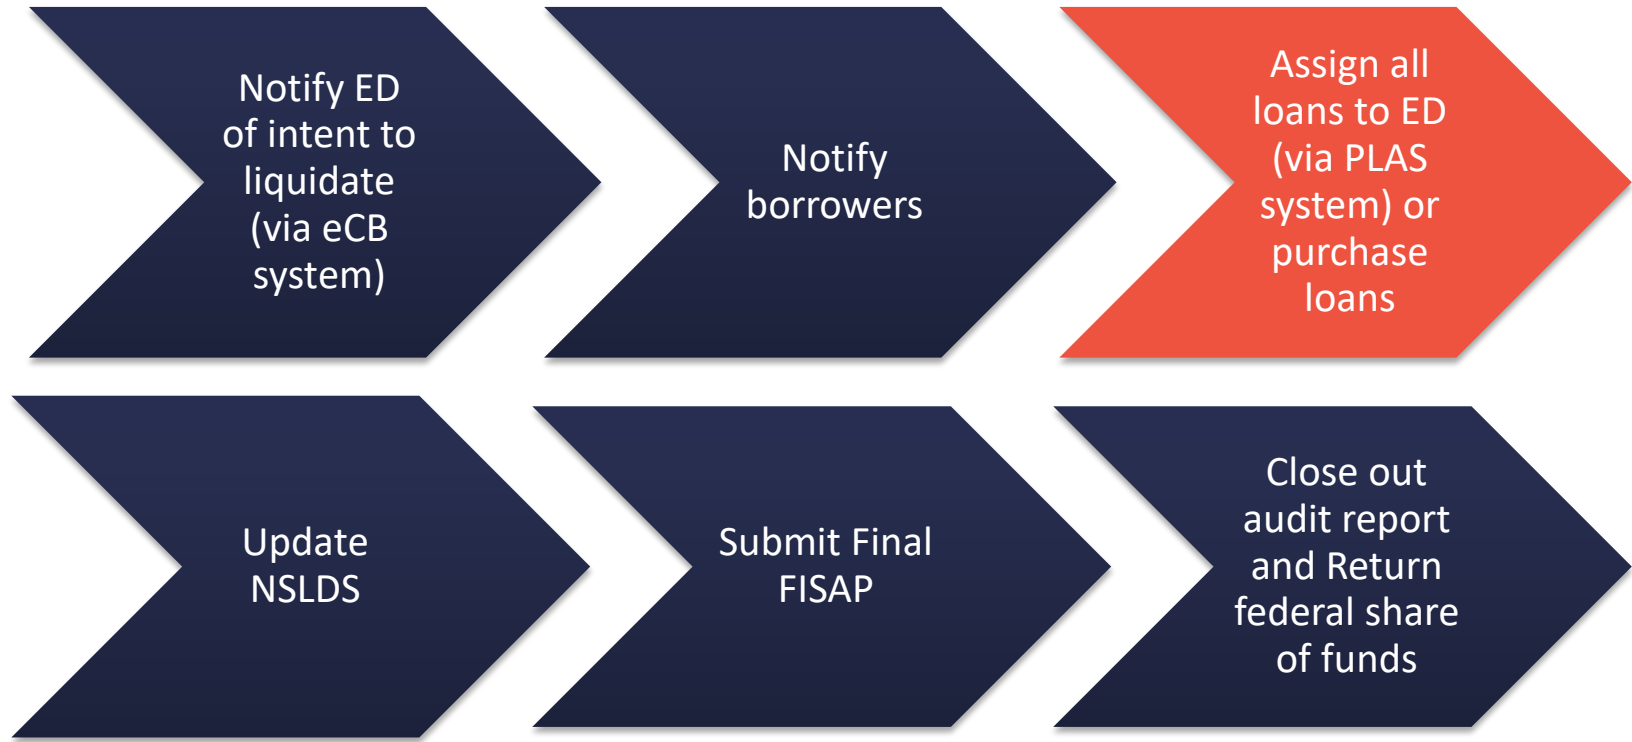 Notify ED
of intent to
liquidate
(via eCB
system)
Notify
borrowers
Assign all
loans to ED
(via PLAS
system) or
purchase
loans
Update
NSLDS
Submit Final
FISAP
Close out
audit report
and Return
federal share
of funds